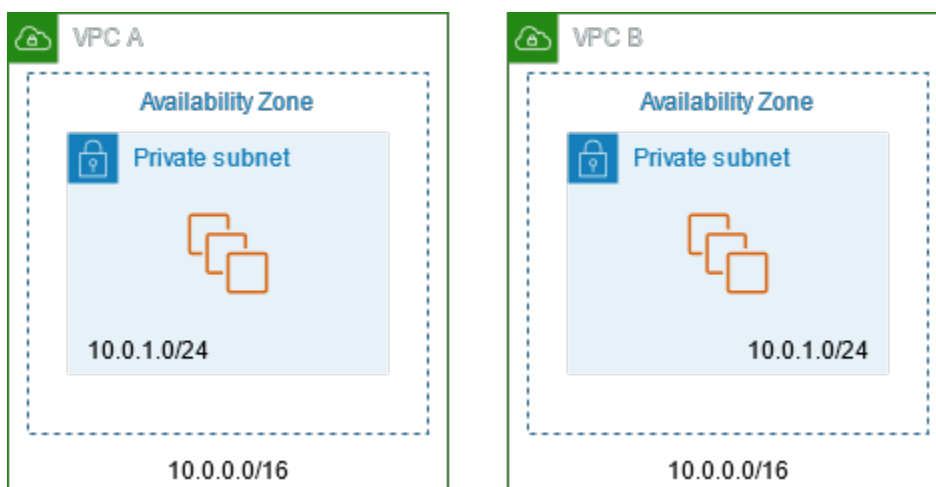 VPC A
Availability Zone
Private subnet
10.0.1.0/24
10.0.0.0/16
VPC B
Availability Zone
Private subnet
10.0.1.0/24
10.0.0.0/16